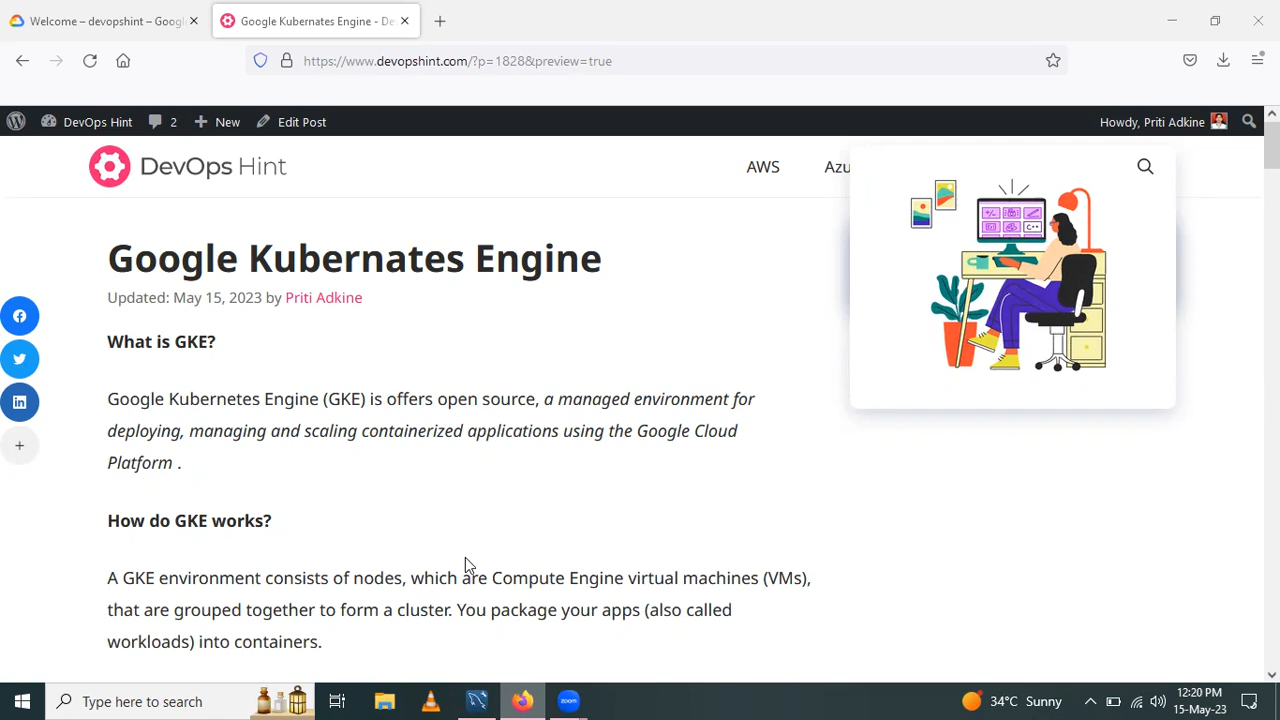 Welcome – devopshint – Googl
Google Kubernates Engine - De
https://www.devopshint.com/?p=1828&preview=true
DevOps Hint
2
New
Edit Post
Howdy, Priti Adkine
DevOps Hint
AWS
Azu
C++
Google Kubernates Engine
Updated: May 15, 2023 by Priti Adkine
What is GKE?
Google Kubernetes Engine (GKE) is offers open source, a managed environment for
deploying, managing and scaling containerized applications using the Google Cloud
Platform .
How do GKE works?
A GKE environment consists of nodes, which are Compute Engine virtual machines (VMs),
that are grouped together to form a cluster. You package your apps (also called
workloads) into containers.
Type here to search
zoom
34°C Sunny
12:20 PM
15-May-23